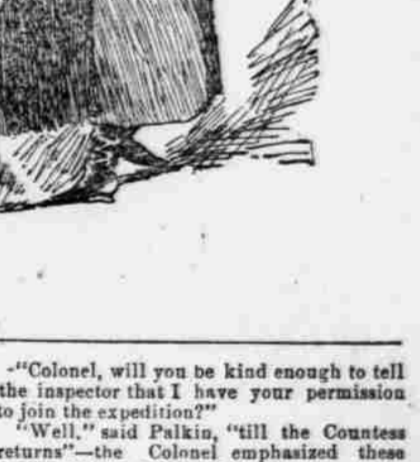 -"Colonel, will you be kind enough to tell
the inspector that I have your permission
to join the expedition?"
"Well," said Palkin, "till the Countess
returns"—the Colonel emphasized these